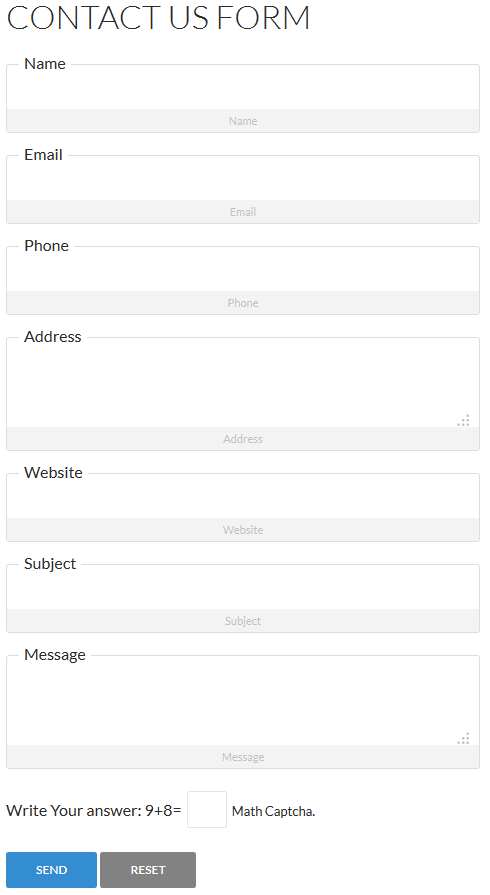 CONTACT US FORM
Name
Name
Email
Email
Phone
Phone
Address
Address
Website
Website
Subject
Subject
Message
Message
Write Your answer: 9+8= Math Captcha.
SEND RESET